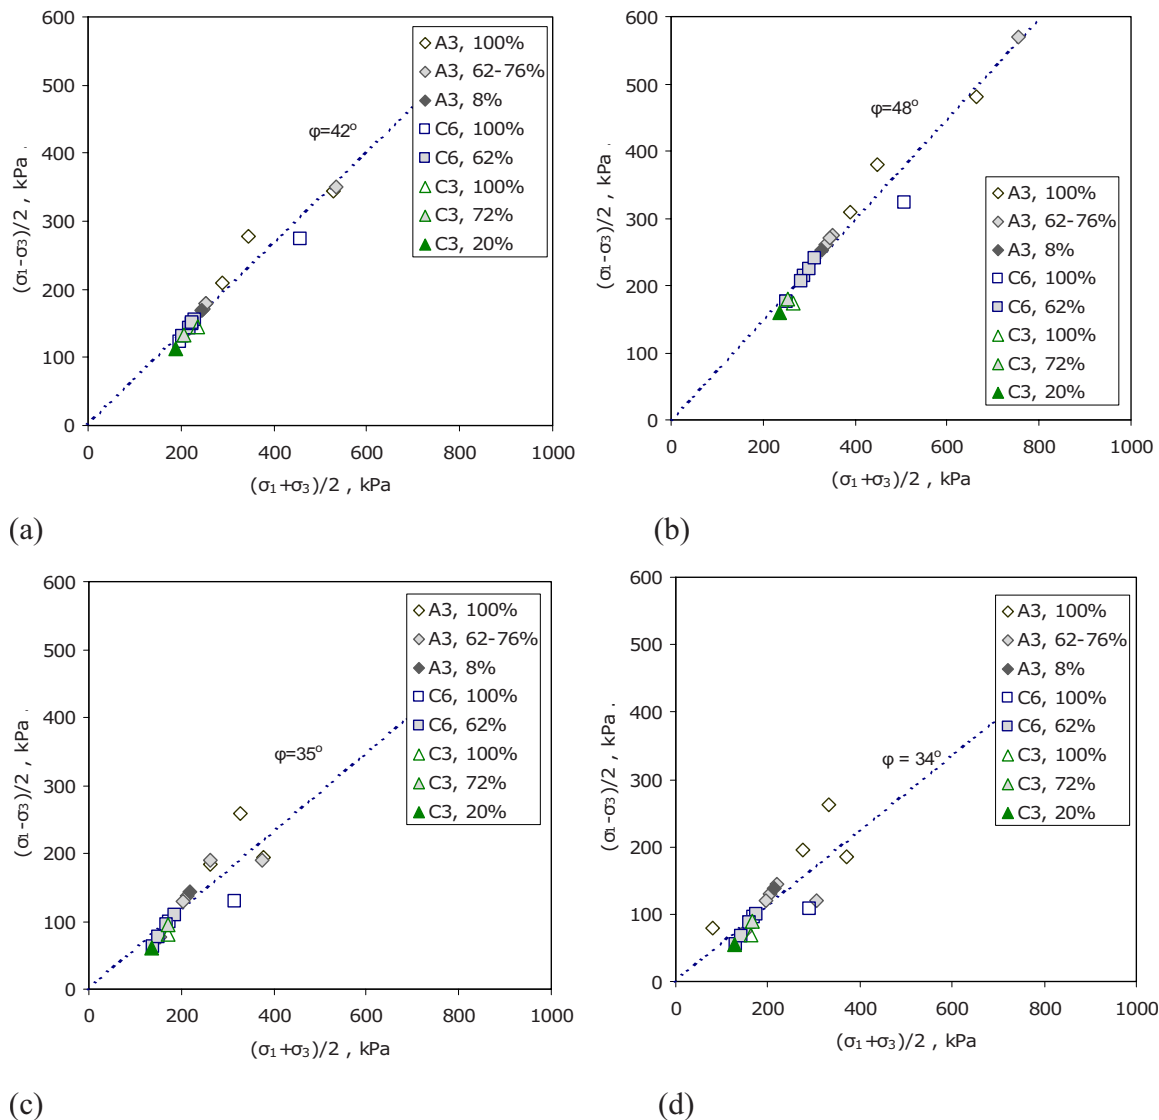 600
500
400
300
200
100
0
(σ₁-σ₃)/2 , kPa .
φ=42°
A3, 100%
A3, 62-76%
A3, 8%
C6, 100%
C6, 62%
C3, 100%
C3, 72%
C3, 20%
0 200 400 600 800 1000
(σ₁+σ₃)/2 , kPa
(a)
600
500
400
300
200
100
0
(σ₁-σ₃)/2 , kPa .
φ=48°
A3, 100%
A3, 62-76%
A3, 8%
C6, 100%
C6, 62%
C3, 100%
C3, 72%
C3, 20%
0 200 400 600 800 1000
(σ₁+σ₃)/2 , kPa
(b)
600
500
400
300
200
100
0
(σ₁-σ₃)/2 , kPa .
φ=35°
A3, 100%
A3, 62-76%
A3, 8%
C6, 100%
C6, 62%
C3, 100%
C3, 72%
C3, 20%
0 200 400 600 800 1000
(σ₁+σ₃)/2 , kPa
(c)
600
500
400
300
200
100
0
(σ₁-σ₃)/2 , kPa .
φ = 34°
A3, 100%
A3, 62-76%
A3, 8%
C6, 100%
C6, 62%
C3, 100%
C3, 72%
C3, 20%
0 200 400 600 800 1000
(σ₁+σ₃)/2 , kPa
(d)